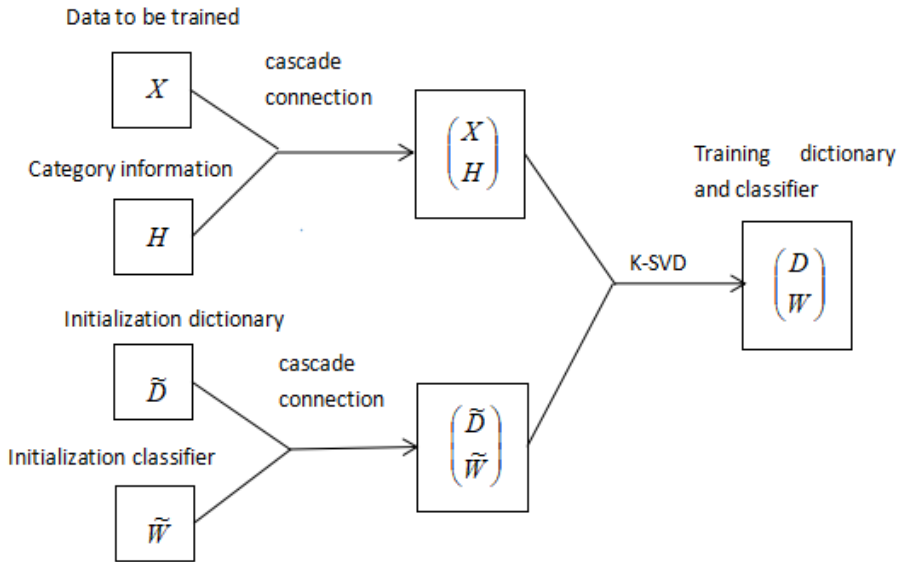 Data to be trained
X
cascade
connection
Category information
H
(X
H)
Training dictionary
and classifier
K-SVD
(D
W)
Initialization dictionary
D̃
cascade
connection
Initialization classifier
W̃
(D̃
W̃)